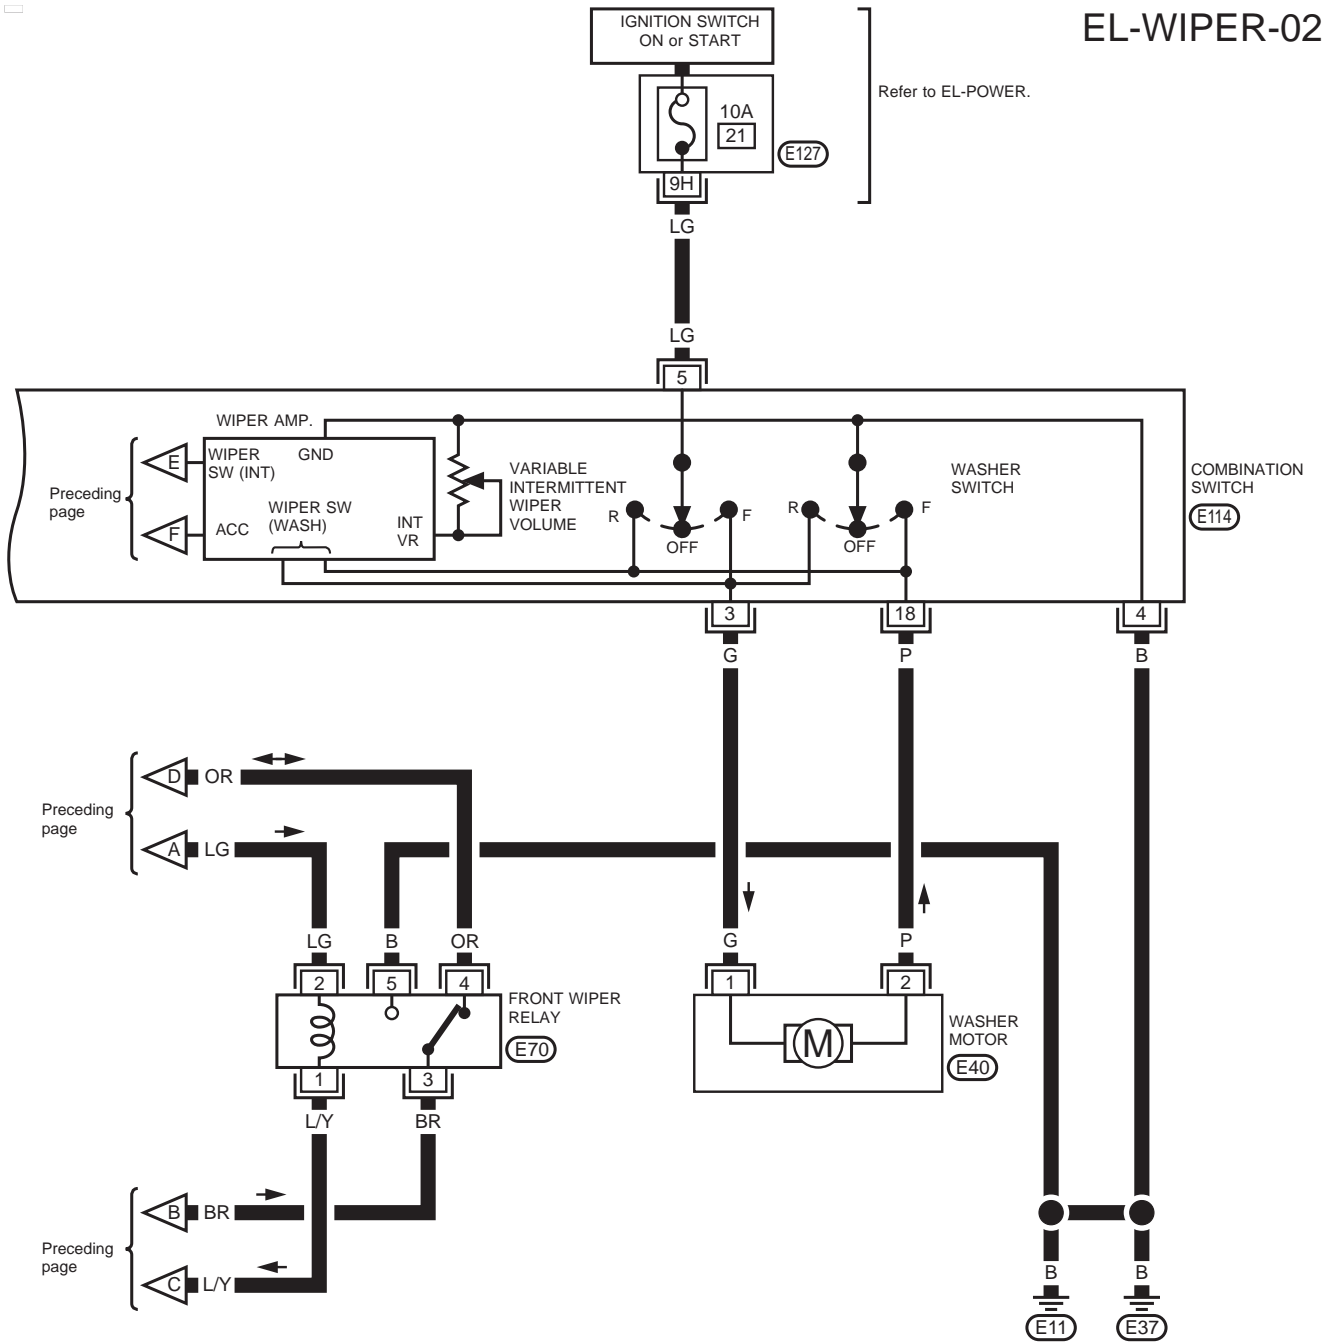 EL-WIPER-02
IGNITION SWITCH
ON or START
Refer to EL-POWER.
10A
21
E127
9H
LG
LG
5
WIPER AMP.
E
WIPER
SW (INT)
GND
Preceding
page
F
ACC
WIPER SW
(WASH)
INT
VR
VARIABLE
INTERMITTENT
WIPER
VOLUME
R
OFF
F
R
OFF
F
WASHER
SWITCH
COMBINATION
SWITCH
E114
3
18
4
G
P
B
D
OR
Preceding
page
A
LG
LG
B
OR
G
P
2
5
4
1
2
FRONT WIPER
RELAY
E70
M
WASHER
MOTOR
E40
1
3
L/Y
BR
B
BR
Preceding
page
C
L/Y
B
B
E11
E37